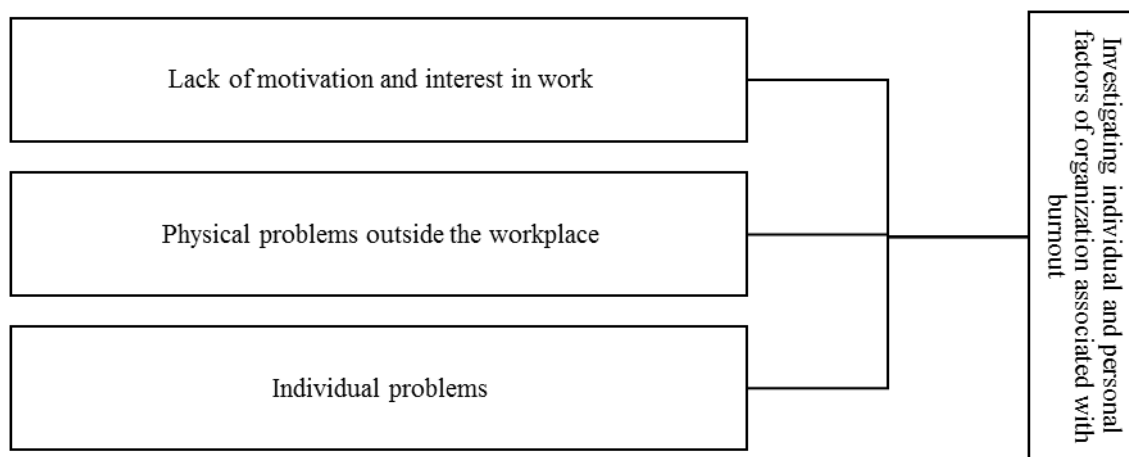 Lack of motivation and interest in work
Physical problems outside the workplace
Individual problems
Investigating individual and personal
factors of organization associated with
burnout